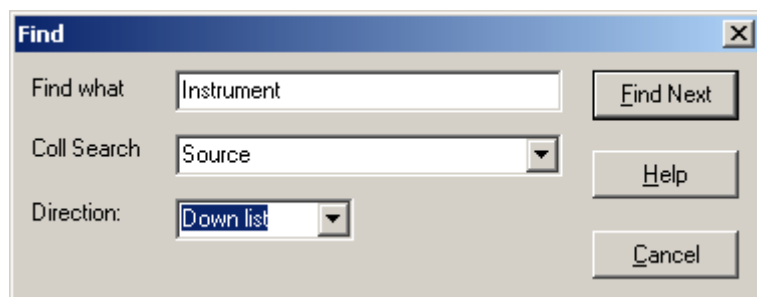 Find
Find what Instrument Find Next
Coll Search Source
Help
Direction: Down list
Cancel